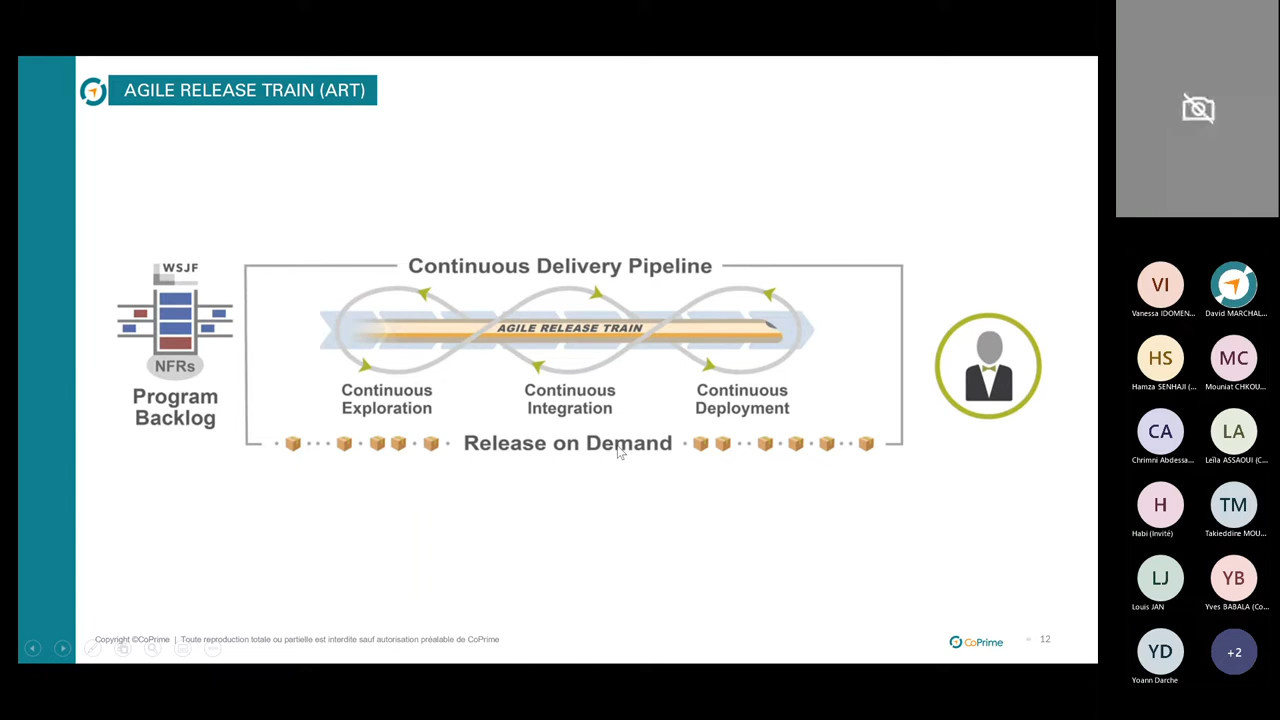 AGILE RELEASE TRAIN (ART)
WSJF
NFRs
Program
Backlog
Continuous Delivery Pipeline
AGILE RELEASE TRAIN
Continuous
Exploration
Continuous
Integration
Continuous
Deployment
Release on Demand
Copyright ©CoPrime | Toute reproduction totale ou partielle est interdite sauf autorisation préalable de CoPrime
CoPrime
12
VI
Vanessa IDOMEN...
David MARCHAL...
HS
Hamza SENHAJI (...
MC
Mouniat CHKOU...
CA
Chrimni Abdessa...
LA
Leïla ASSAOUI (C...
H
Habi (Invité)
TM
Takieddine MOU...
LJ
Louis JAN
YB
Yves BABALA (Co...
YD
Yoann Darche
+2